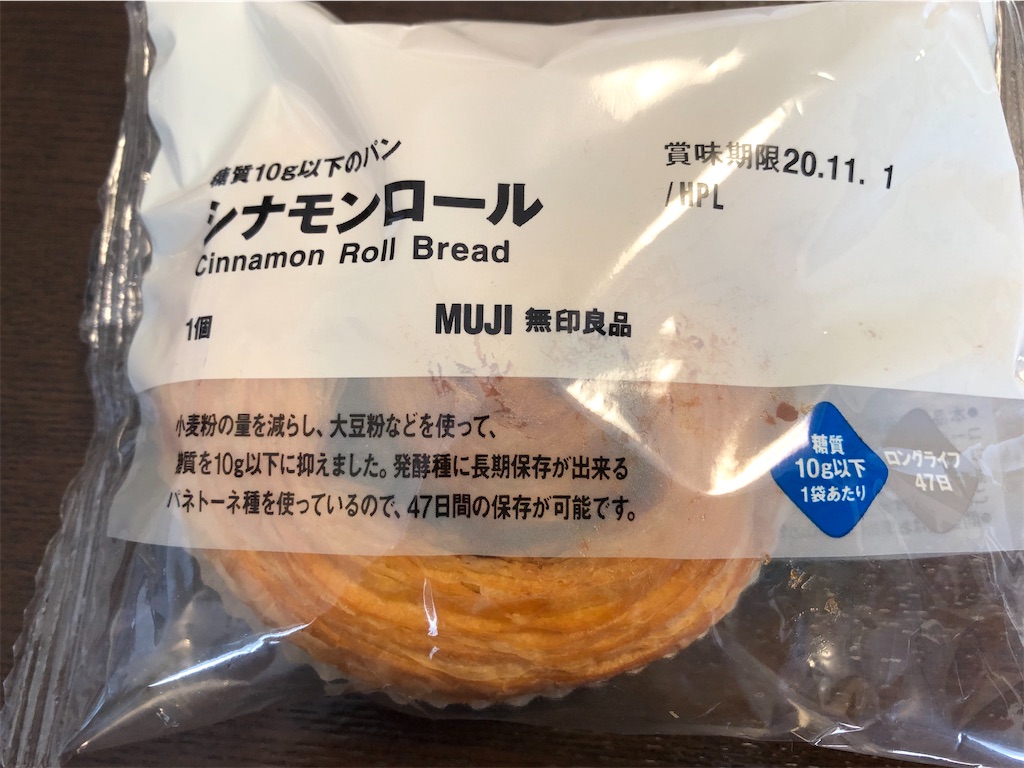 糖質10g以下のパン
シナモンロール
Cinnamon Roll Bread
1個
MUJI 無印良品
賞味期限20.11. 1
/HPL
小麦粉の量を減らし、大豆粉などを使って、
糖質を10g以下に抑えました。発酵種に長期保存が出来る
パネトーネ種を使っているので、47日間の保存が可能です。
糖質
10g以下
1袋あたり
ロングライフ
47日